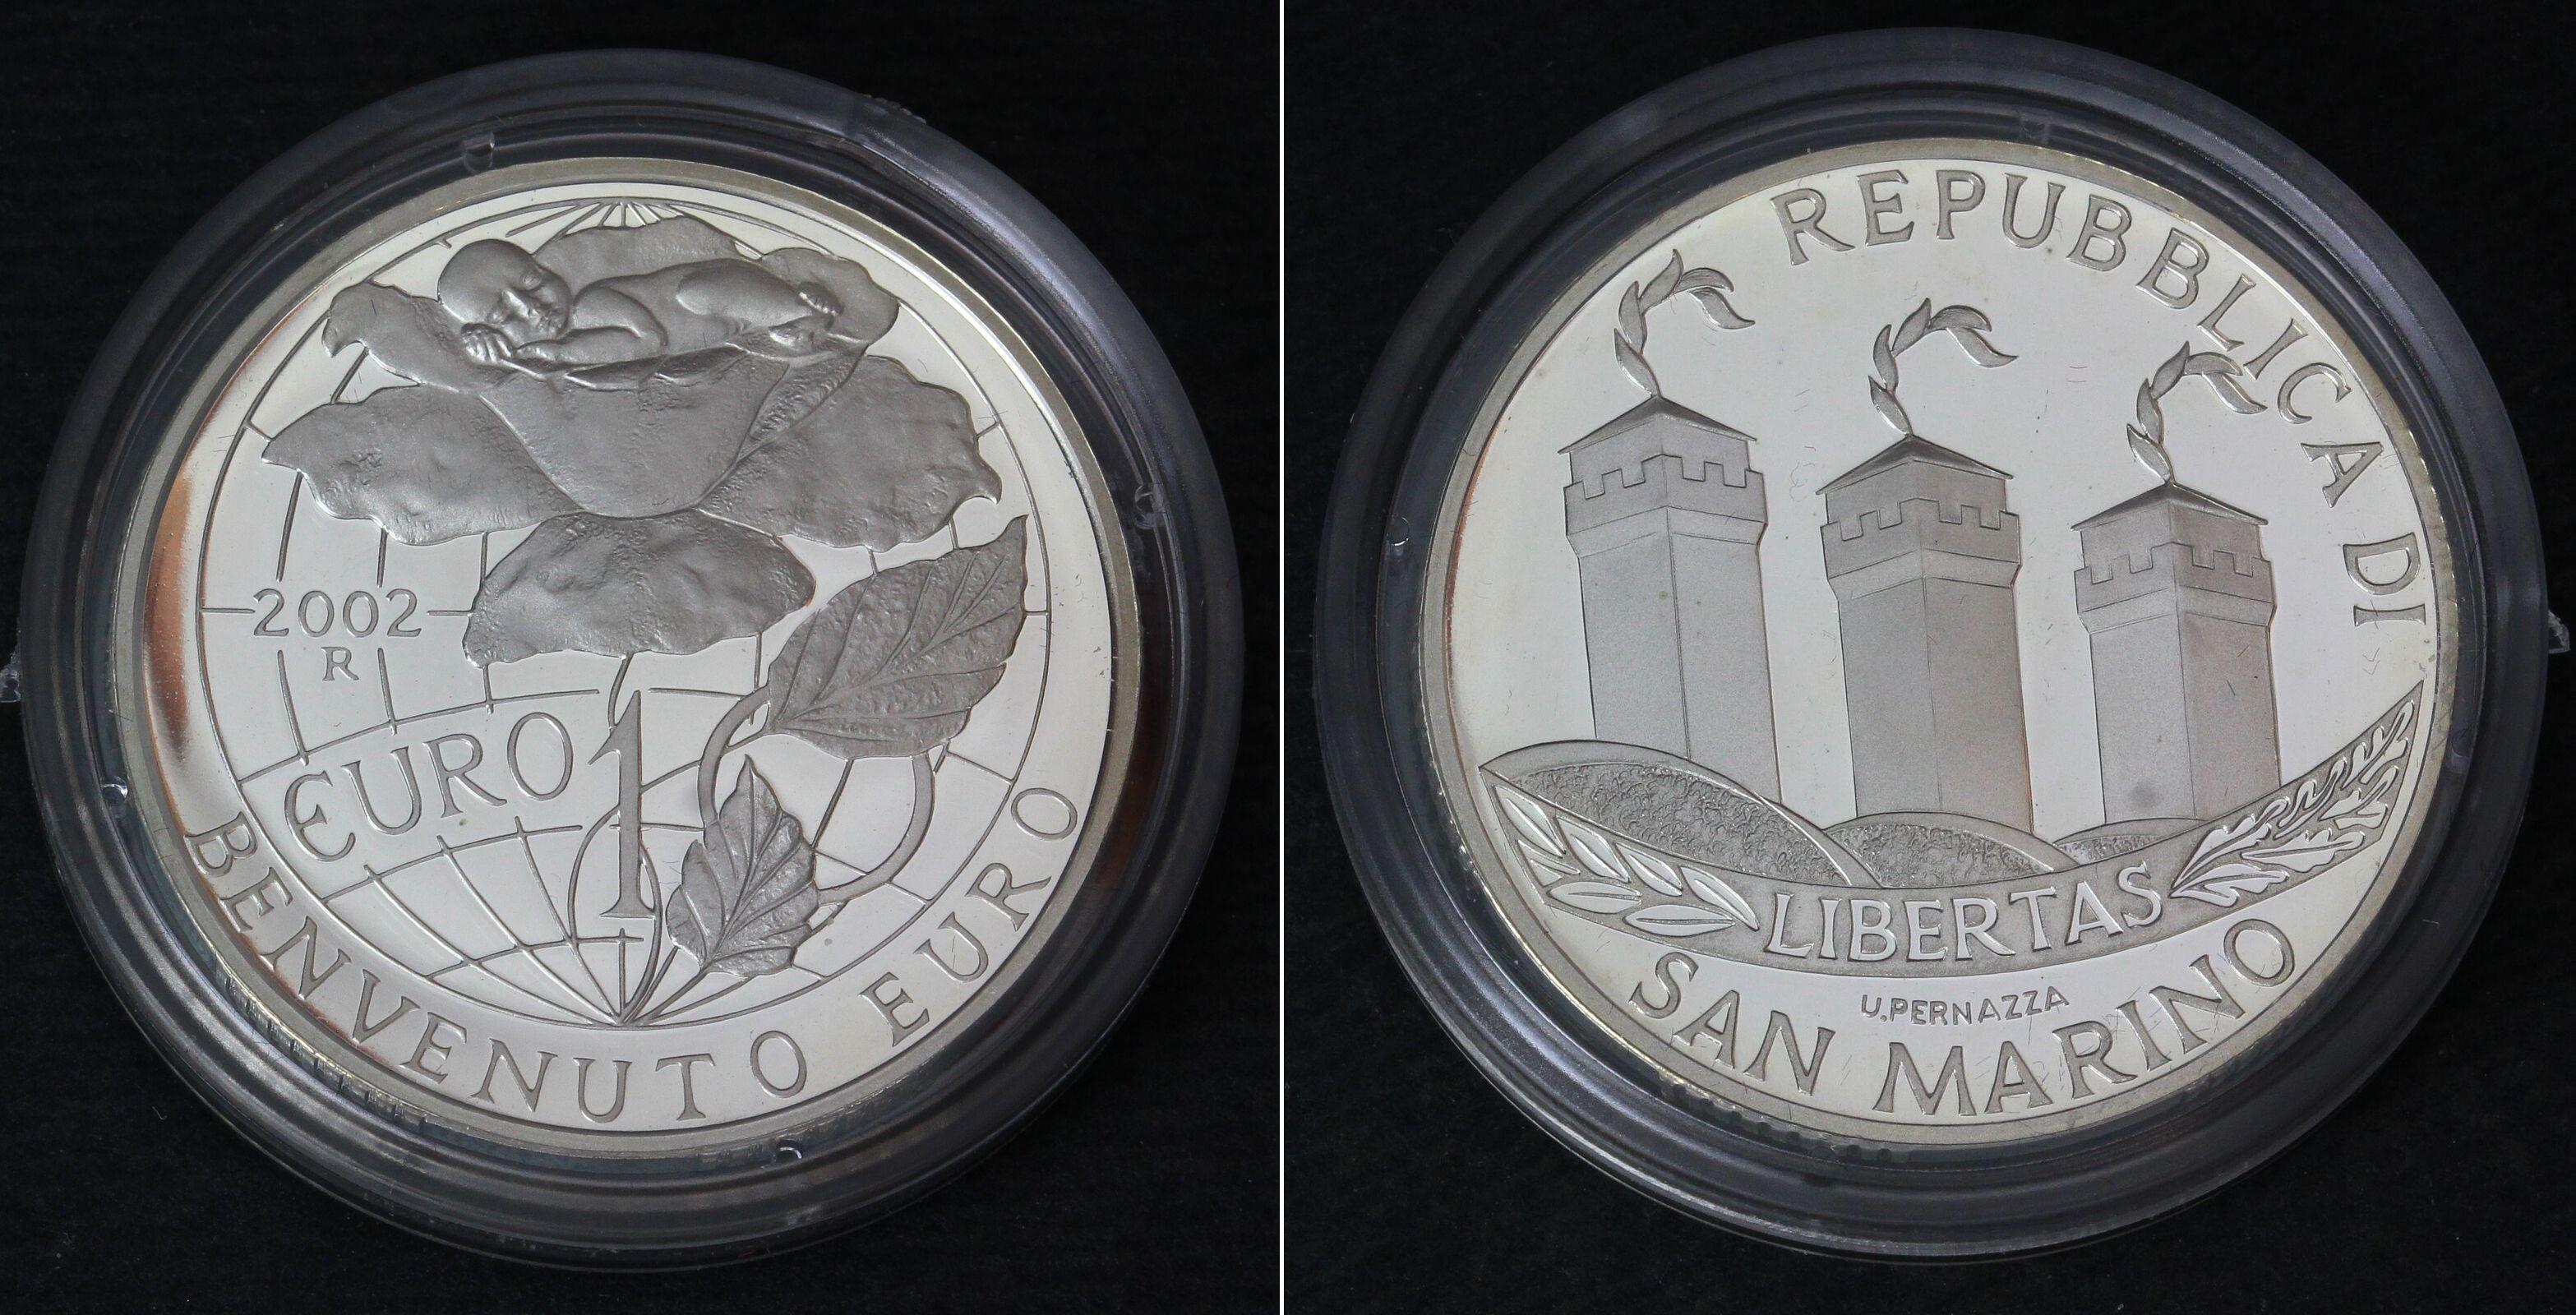 2002
R
EURO 1
BENVENUTO EURO
REPUBBLICA DI
LIBERTAS
U.PERNAZZA
SAN MARINO